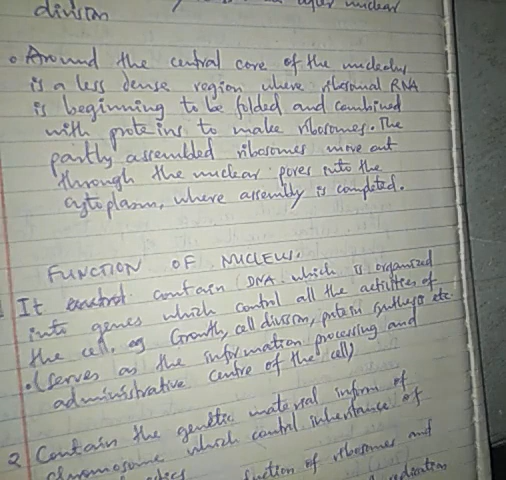 after nuclear
division
• Around the central core of the nucleolus
is a less dense region where ribosomal RNA
is beginning to be folded and combined
with proteins to make ribosomes. The
partly assembled ribosomes move out
through the nuclear pores into the
cytoplasm, where assembly is completed.
FUNCTION OF NUCLEUS.
It contain DNA which is organized
into genes which control all the activities of
the cell, eg Growth, cell division, protein synthesis etc.
(serves as the information processing and
administrative centre of the cell)
2 Contain the genetic material inform of
chromosome which control inheritance of
of ribosomes and